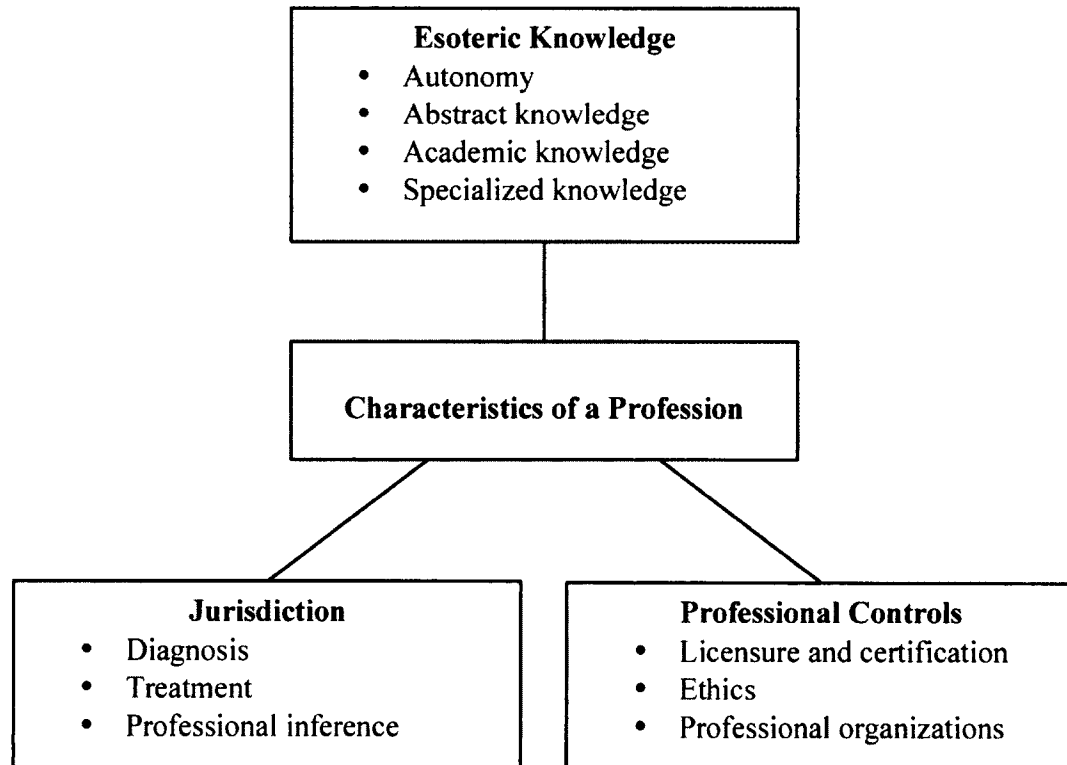 Esoteric Knowledge
• Autonomy
• Abstract knowledge
• Academic knowledge
• Specialized knowledge
Characteristics of a Profession
Jurisdiction
• Diagnosis
• Treatment
• Professional inference
Professional Controls
• Licensure and certification
• Ethics
• Professional organizations